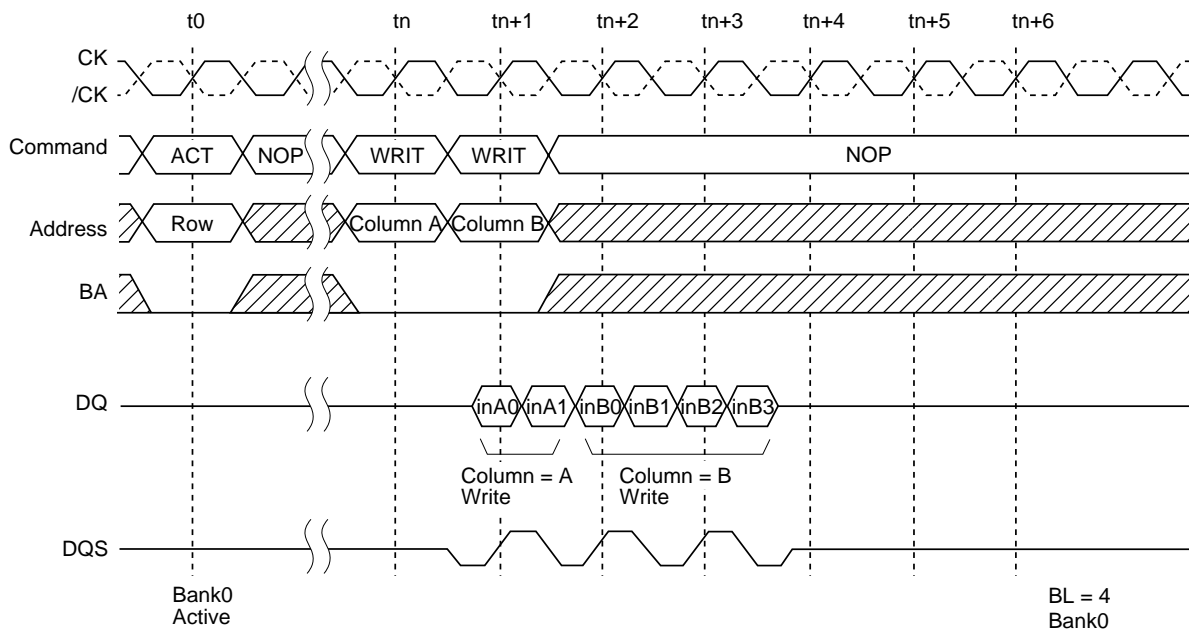 t0 tn tn+1 tn+2 tn+3 tn+4 tn+5 tn+6
CK
/CK
Command ACT NOP WRIT WRIT NOP
Address Row Column A Column B
BA
DQ inA0 inA1 inB0 inB1 inB2 inB3
Column = A Column = B
Write Write
DQS
Bank0 BL = 4
Active Bank0